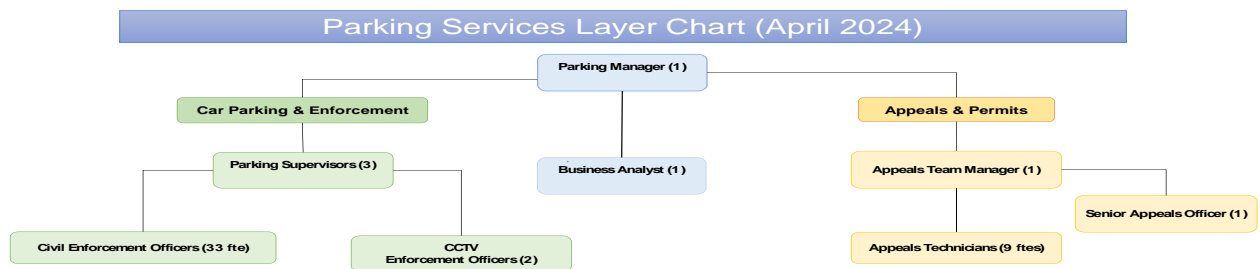 Parking Services Layer Chart (April 2024)
Parking Manager (1)
Car Parking & Enforcement
Appeals & Permits
Parking Supervisors (3)
Business Analyst (1)
Appeals Team Manager (1)
Senior Appeals Officer (1)
Civil Enforcement Officers (33 fte)
CCTV
Enforcement Officers (2)
Appeals Technicians (9 ftes)